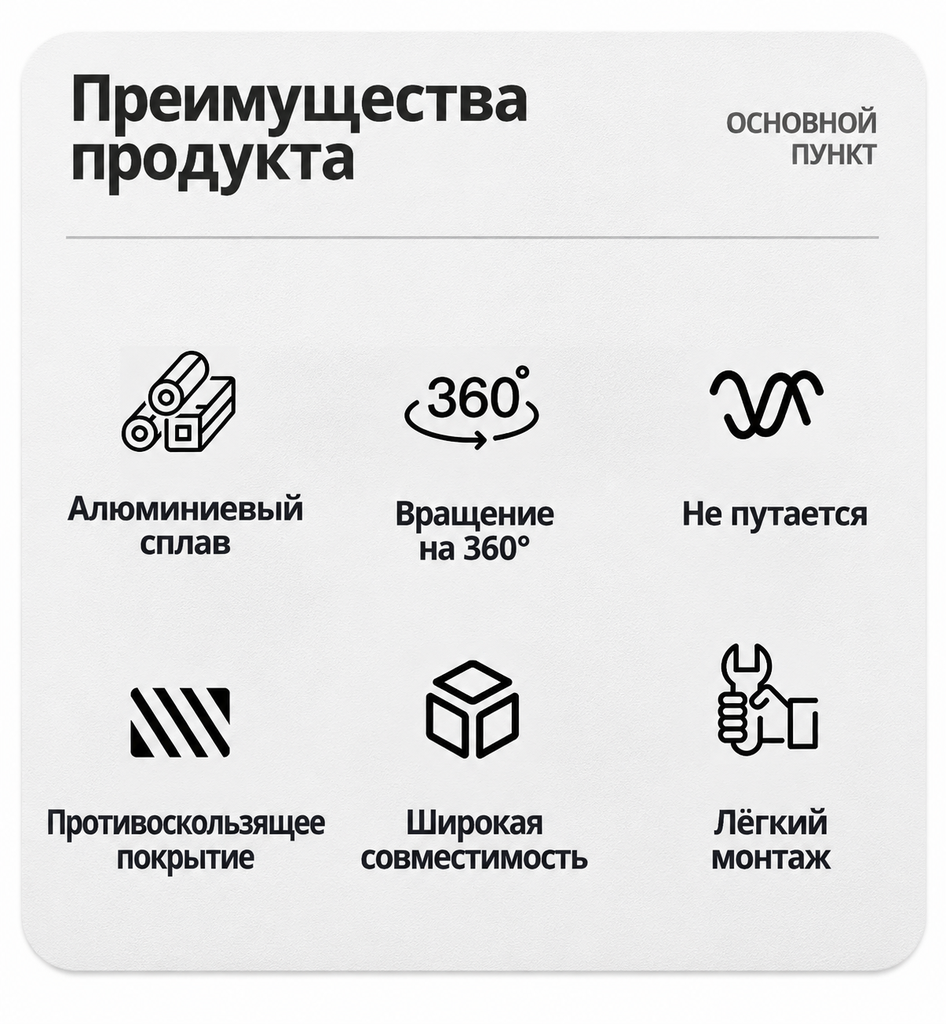 Преимущества
продукта
ОСНОВНОЙ
ПУНКТ
360°
Алюминиевый
сплав
Вращение
на 360°
Не путается
Противоскользящее
покрытие
Широкая
совместимость
Лёгкий
монтаж